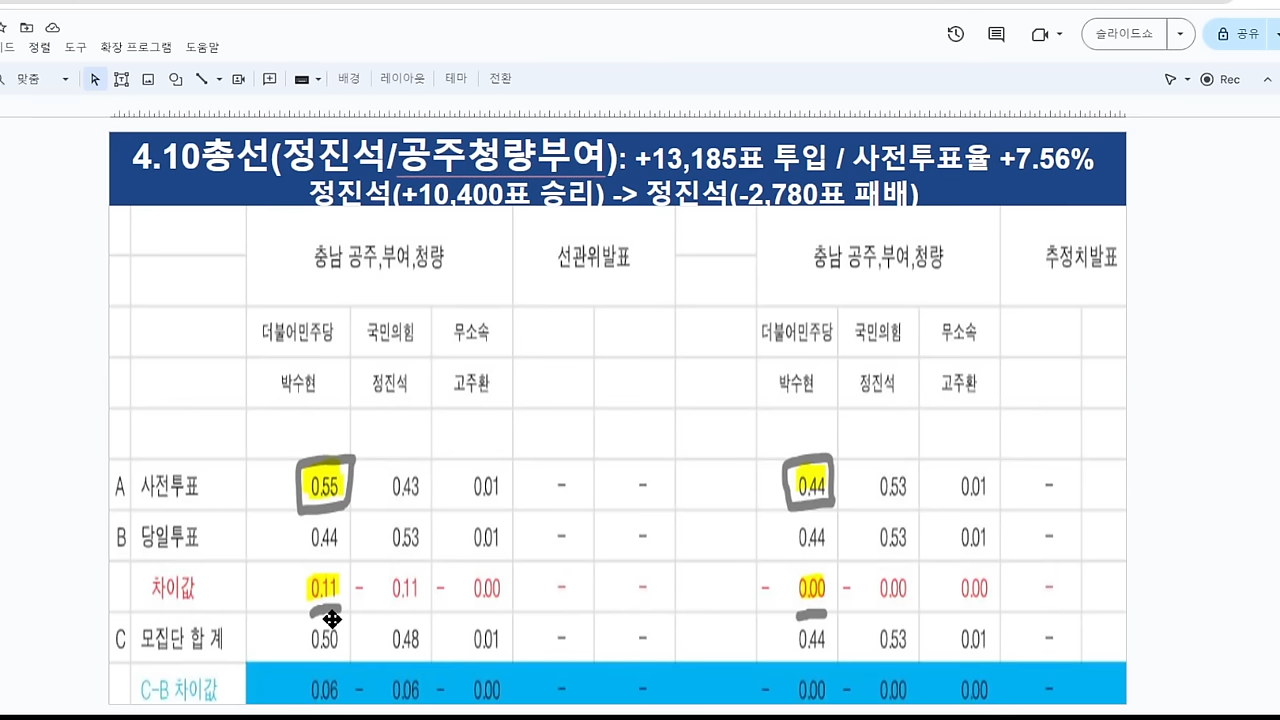 이드 정렬 도구 확장 프로그램 도움말
슬라이드쇼
공유
맞춤
배경 레이아웃 테마 전환
Rec
4.10총선(정진석/공주청량부여): +13,185표 투입 / 사전투표율 +7.56%
정진석(+10,400표 승리) -> 정진석(-2,780표 패배)
충남 공주,부여,청량 선관위발표 충남 공주,부여,청량 추정치발표
더불어민주당 국민의힘 무소속 더불어민주당 국민의힘 무소속
박수현 정진석 고주환 박수현 정진석 고주환
A 사전투표 0.55 0.43 0.01 - - 0.44 0.53 0.01 -
B 당일투표 0.44 0.53 0.01 - - 0.44 0.53 0.01 -
차이값 0.11 - 0.11 - 0.00 - - - 0.00 - 0.00 0.00 -
C 모집단 합 계 0.50 0.48 0.01 - - 0.44 0.53 0.01 -
C-B 차이값 0.06 - 0.06 - 0.00 - - - 0.00 - 0.00 0.00 -